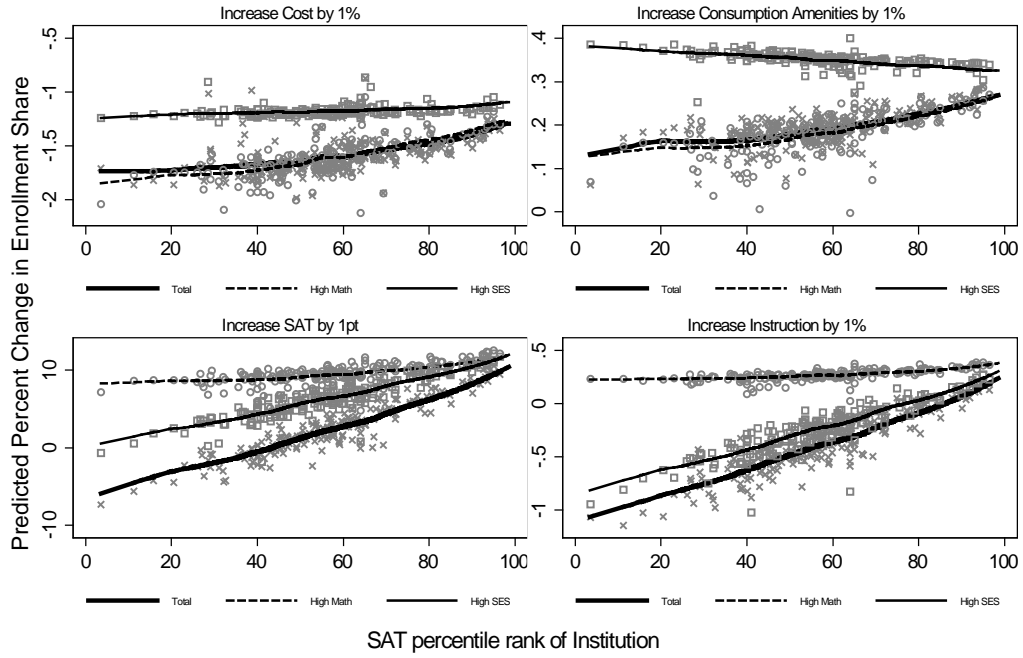 Increase Cost by 1%
Increase Consumption Amenities by 1%
-.5
-1
-1.5
-2
0 20 40 60 80 100
Total High Math High SES
.4
.3
.2
.1
0
0 20 40 60 80 100
Total High Math High SES
Increase SAT by 1pt
Increase Instruction by 1%
10
0
-10
0 20 40 60 80 100
Total High Math High SES
.5
0
-.5
-1
0 20 40 60 80 100
Total High Math High SES
Predicted Percent Change in Enrollment Share
SAT percentile rank of Institution